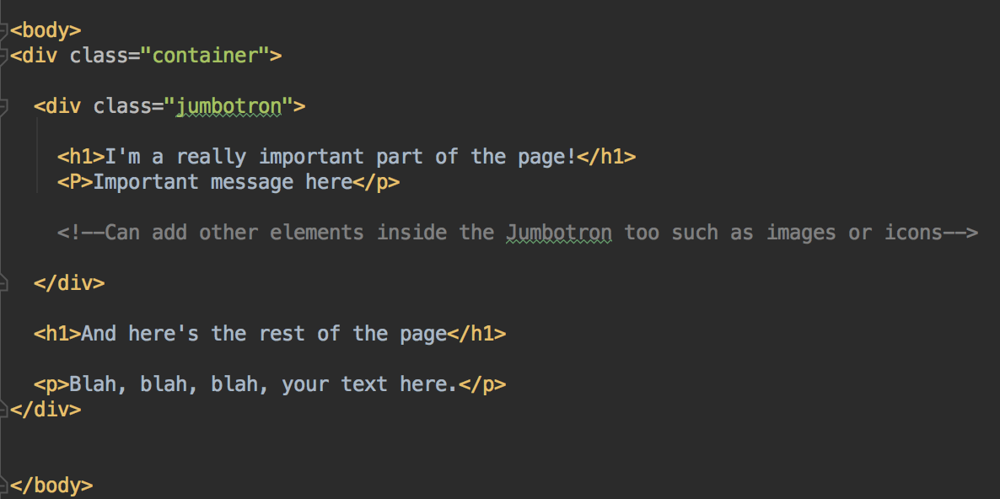 <body>
<div class="container">
<div class="jumbotron">
<h1>I'm a really important part of the page!</h1>
<P>Important message here</p>
<!--Can add other elements inside the Jumbotron too such as images or icons-->
</div>
<h1>And here's the rest of the page</h1>
<p>Blah, blah, blah, your text here.</p>
</div>
</body>